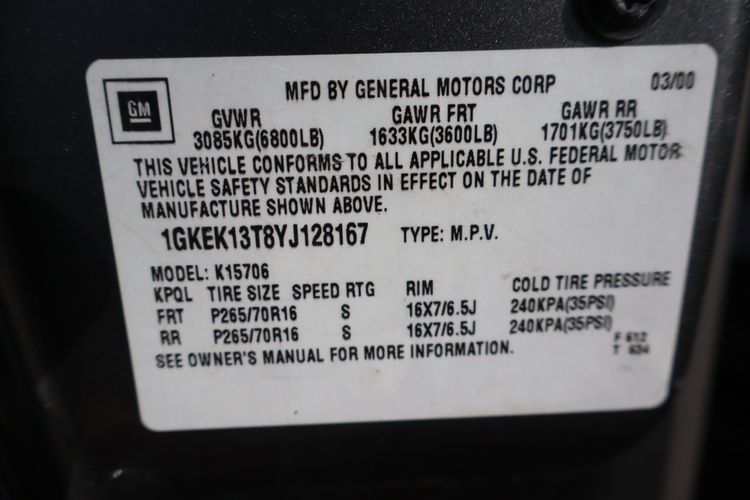 GM
MFD BY GENERAL MOTORS CORP 03/00
GVWR GAWR FRT GAWR RR
3085KG(6800LB) 1633KG(3600LB) 1701KG(3750LB)
THIS VEHICLE CONFORMS TO ALL APPLICABLE U.S. FEDERAL MOTOR
VEHICLE SAFETY STANDARDS IN EFFECT ON THE DATE OF
MANUFACTURE SHOWN ABOVE.
1GKEK13T8YJ128167 TYPE: M.P.V.
MODEL: K15706
KPQL TIRE SIZE SPEED RTG RIM COLD TIRE PRESSURE
FRT P265/70R16 S 16X7/6.5J 240KPA(35PSI)
RR P265/70R16 S 16X7/6.5J 240KPA(35PSI)
SEE OWNER'S MANUAL FOR MORE INFORMATION.
F 612
T 634